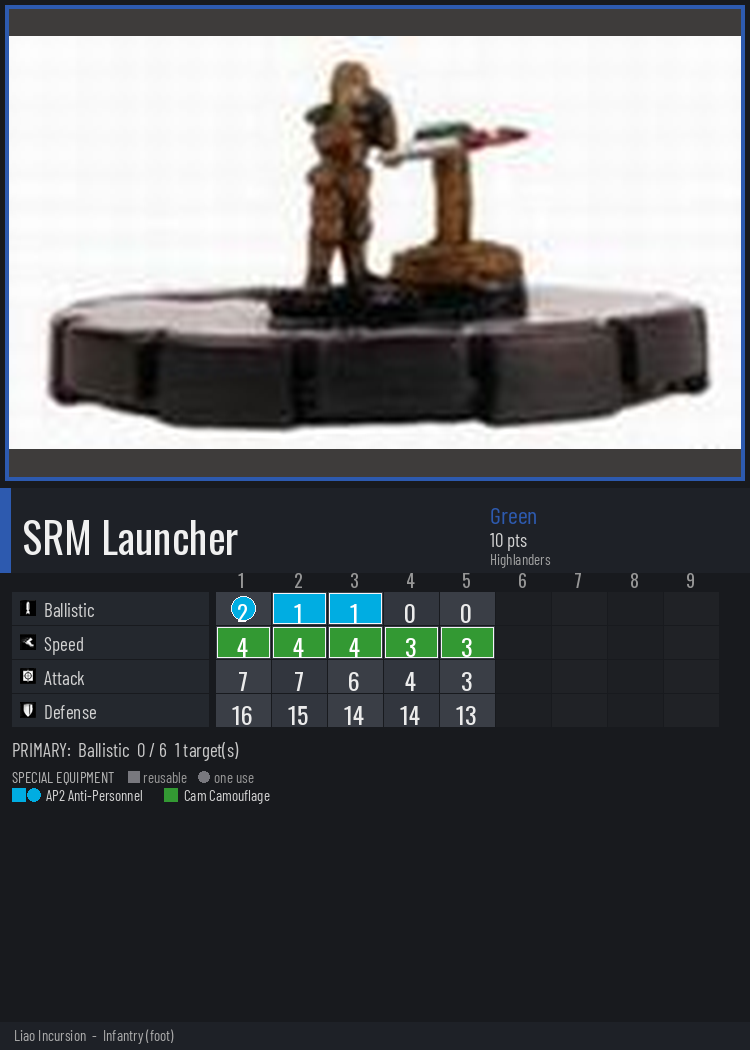 SRM Launcher
Green
10 pts
Highlanders
1 2 3 4 5 6 7 8 9
Ballistic 2 1 1 0 0
Speed 4 4 4 3 3
Attack 7 7 6 4 3
Defense 16 15 14 14 13
PRIMARY: Ballistic 0 / 6 1 target(s)
SPECIAL EQUIPMENT reusable one use
AP2 Anti-Personnel Cam Camouflage
Liao Incursion - Infantry (foot)